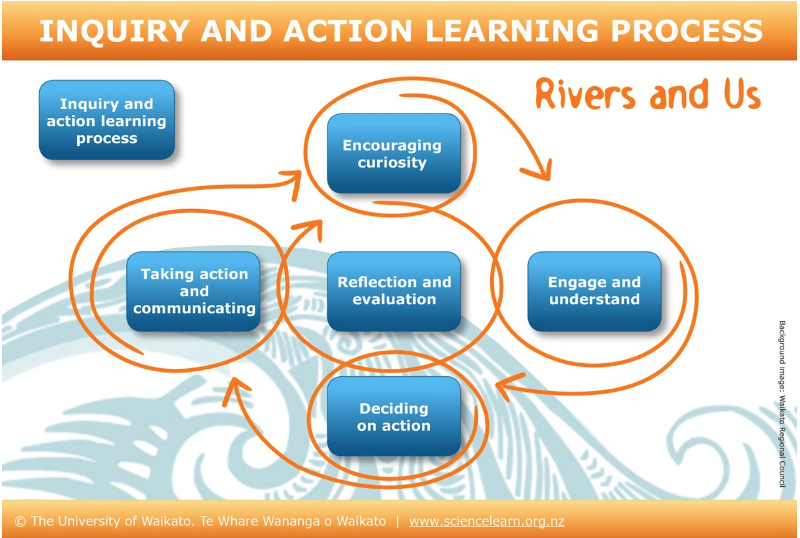 INQUIRY AND ACTION LEARNING PROCESS
Rivers and Us
Inquiry and
action learning
process
Encouraging
curiosity
Taking action
and
communicating
Reflection and
evaluation
Engage and
understand
Deciding
on action
Background image: Waikato Regional Council
© The University of Waikato. Te Whare Wananga o Waikato | www.sciencelearn.org.nz